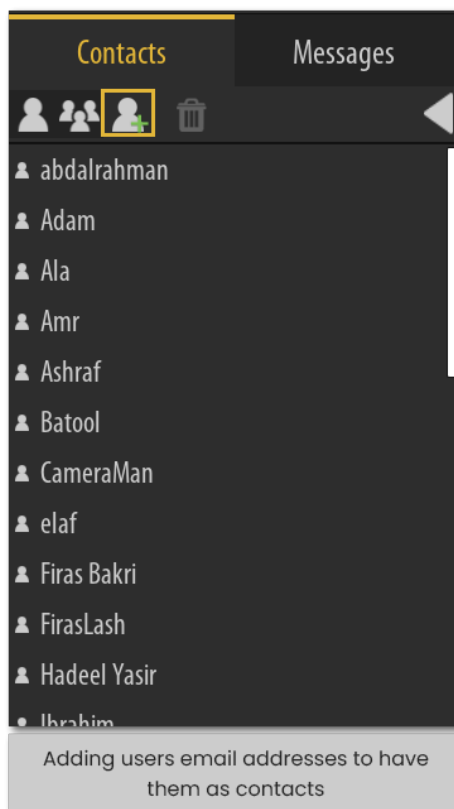 Contacts Messages
abdalrahman
Adam
Ala
Amr
Ashraf
Batool
CameraMan
elaf
Firas Bakri
FirasLash
Hadeel Yasir
Ibrahim
Adding users email addresses to have
them as contacts